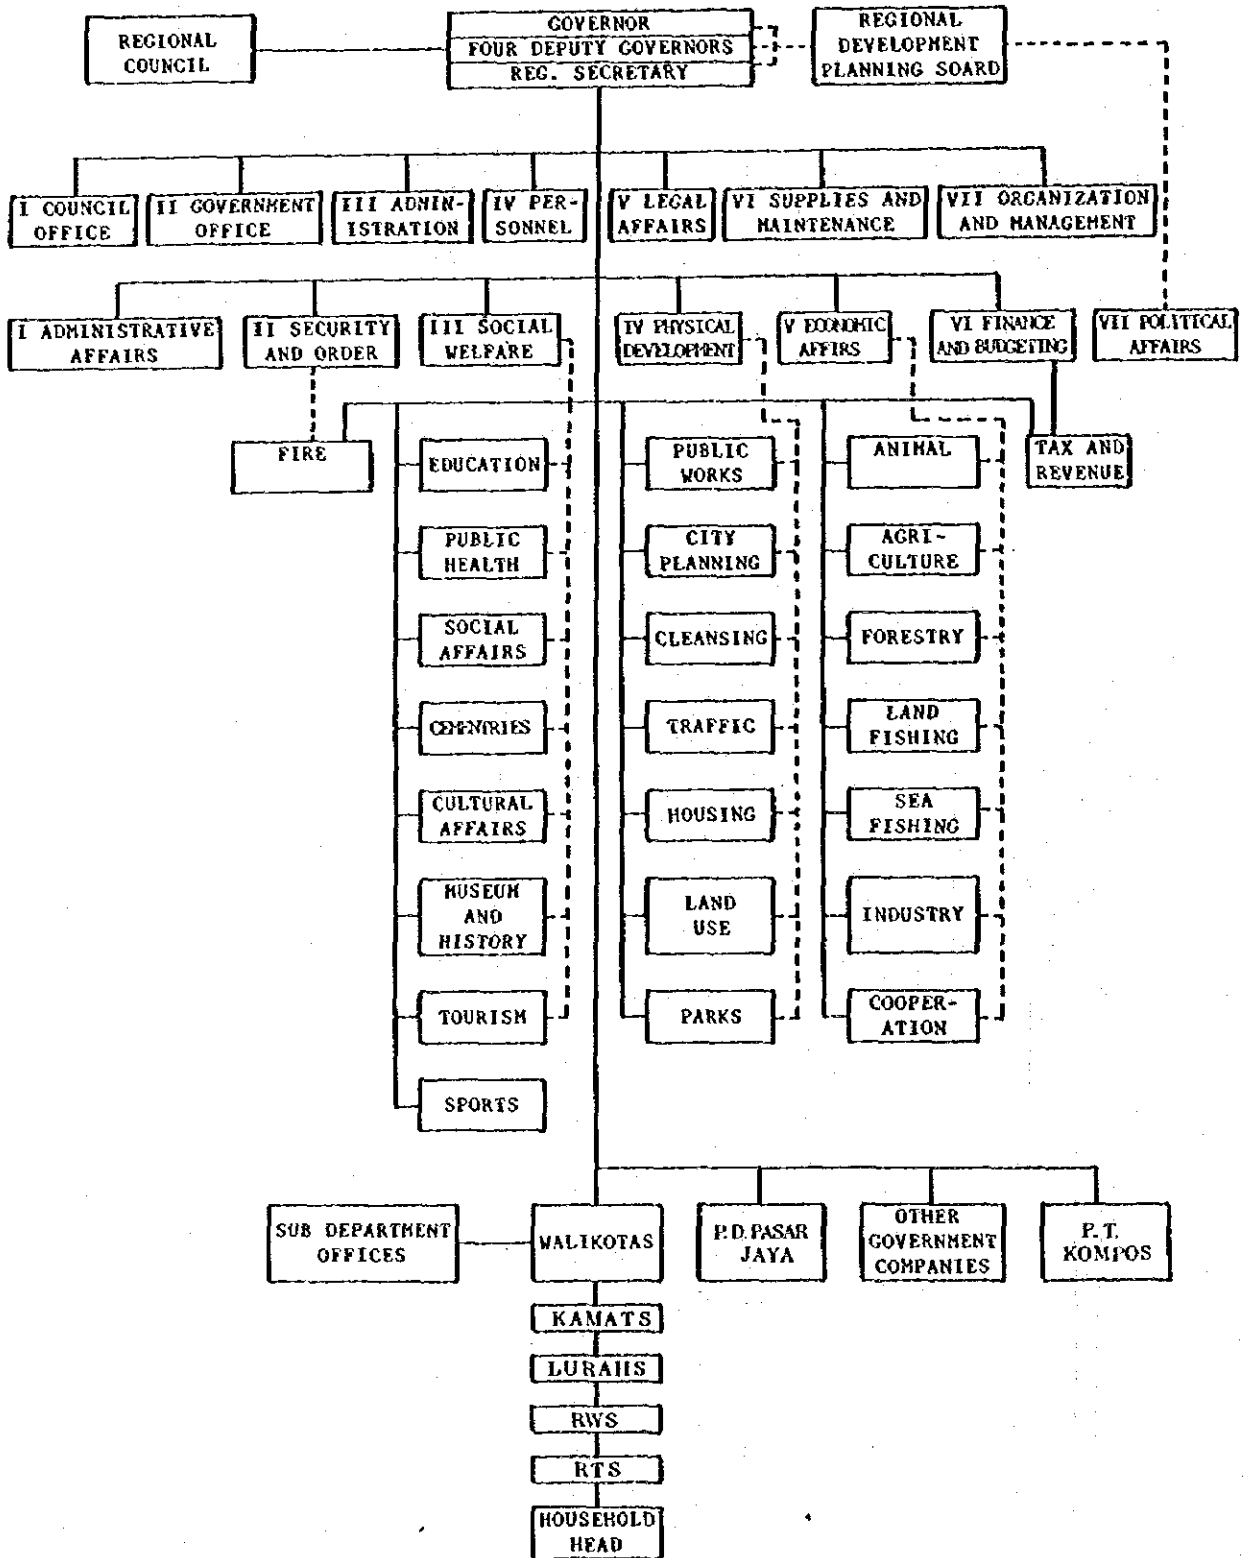 REGIONAL
COUNCIL
GOVERNOR
FOUR DEPUTY GOVERNORS
REG. SECRETARY
REGIONAL
DEVELOPMENT
PLANNING SOARD
I COUNCIL
OFFICE
II GOVERNMENT
OFFICE
III ADMIN-
ISTRATION
IV PER-
SONNEL
V LEGAL
AFFAIRS
VI SUPPLIES AND
MAINTENANCE
VII ORGANIZATION
AND MANAGEMENT
I ADMINISTRATIVE
AFFAIRS
II SECURITY
AND ORDER
III SOCIAL
WELFARE
IV PHYSICAL
DEVELOPMENT
V ECONOMIC
AFFIRS
VI FINANCE
AND BUDGETING
VII POLITICAL
AFFAIRS
FIRE
EDUCATION
PUBLIC
HEALTH
SOCIAL
AFFAIRS
CEMENTRIES
CULTURAL
AFFAIRS
MUSEUM
AND
HISTORY
TOURISM
SPORTS
PUBLIC
WORKS
CITY
PLANNING
CLEANSING
TRAFFIC
HOUSING
LAND
USE
PARKS
ANIMAL
AGRI-
CULTURE
FORESTRY
LAND
FISHING
SEA
FISHING
INDUSTRY
COOPER-
ATION
TAX AND
REVENUE
SUB DEPARTMENT
OFFICES
WALIKOTAS
P.D.PASAR
JAYA
OTHER
GOVERNMENT
COMPANIES
P.T.
KOMPOS
KAMATS
LURAHS
RWS
RTS
HOUSEHOLD
HEAD